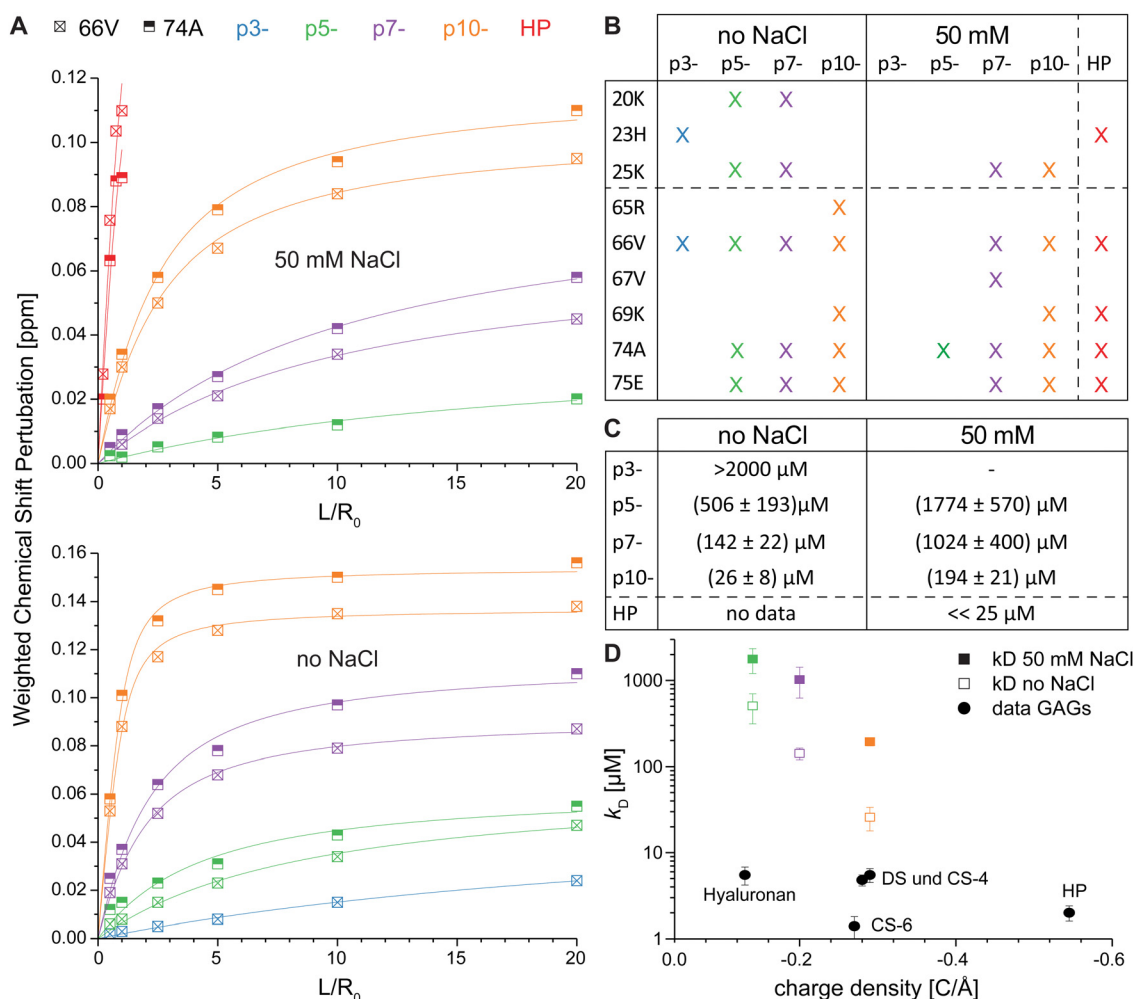 A 66V 74A p3- p5- p7- p10- HP
0.12
0.10
0.08
0.06
0.04
0.02
0.00
50 mM NaCl
0 5 10 15 20
L/R0
0.16
0.14
0.12
0.10
0.08
0.06
0.04
0.02
0.00
no NaCl
0 5 10 15 20
L/R0
Weighted Chemical Shift Pertubation [ppm]
B
no NaCl 50 mM
p3- p5- p7- p10- p3- p5- p7- p10- HP
20K X X
23H X X
25K X X X X
65R X
66V X X X X X X X
67V X
69K X X X
74A X X X X X X X
75E X X X X X X
C
no NaCl 50 mM
p3- >2000 µM -
p5- (506 ± 193)µM (1774 ± 570) µM
p7- (142 ± 22) µM (1024 ± 400) µM
p10- (26 ± 8) µM (194 ± 21) µM
HP no data << 25 µM
D
kD 50 mM NaCl
kD no NaCl
data GAGs
1000
100
10
1
kD [µM]
Hyaluronan
DS und CS-4
CS-6
HP
0.0 -0.2 -0.4 -0.6
charge density [C/Å]